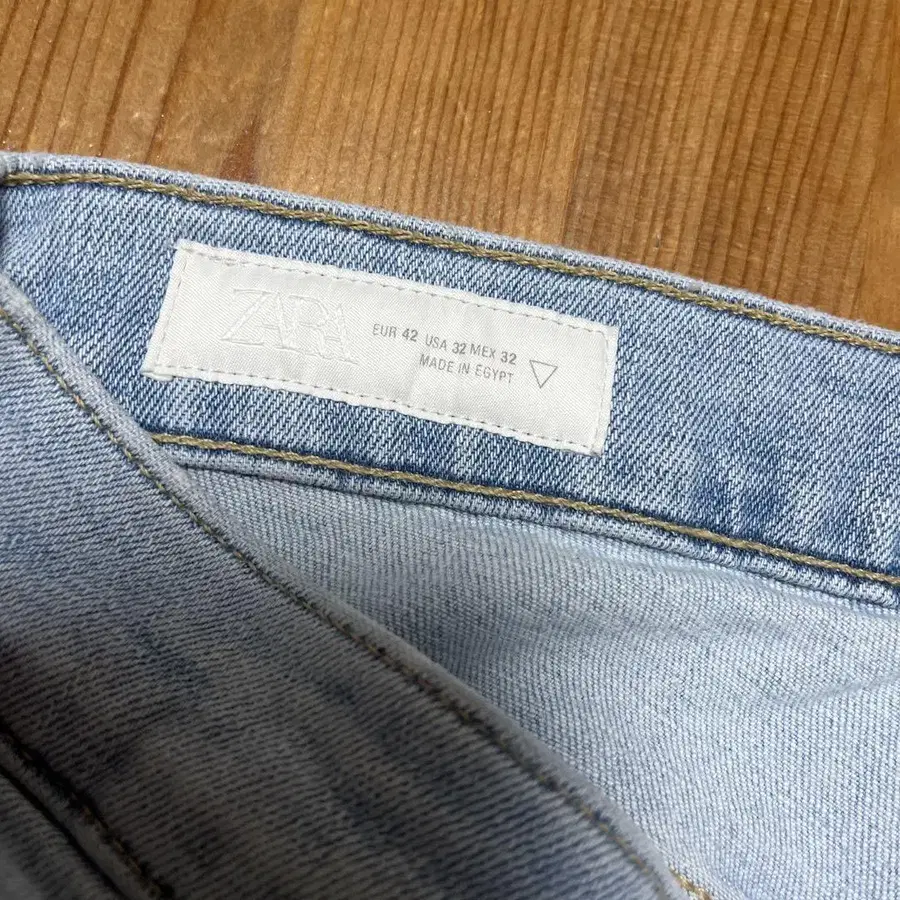 ZARA
EUR 42 USA 32 MEX 32
MADE IN EGYPT